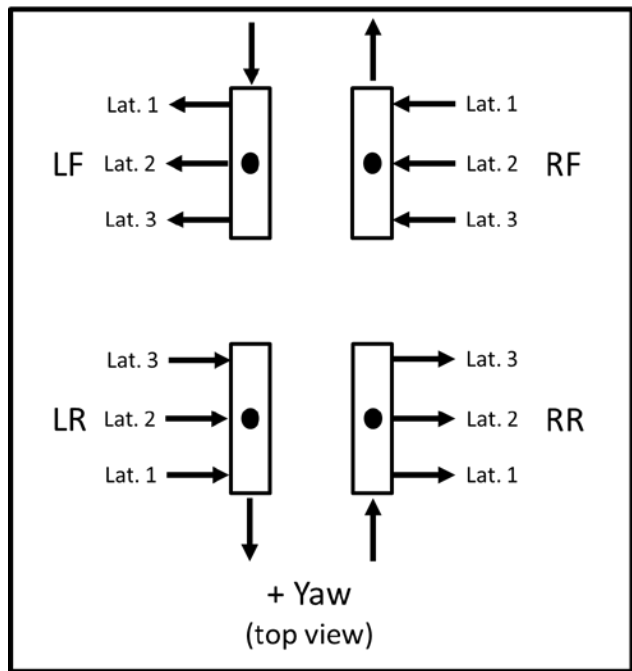 Lat. 1 Lat. 1
LF Lat. 2 Lat. 2 RF
Lat. 3 Lat. 3
Lat. 3 Lat. 3
LR Lat. 2 Lat. 2 RR
Lat. 1 Lat. 1
+ Yaw
(top view)